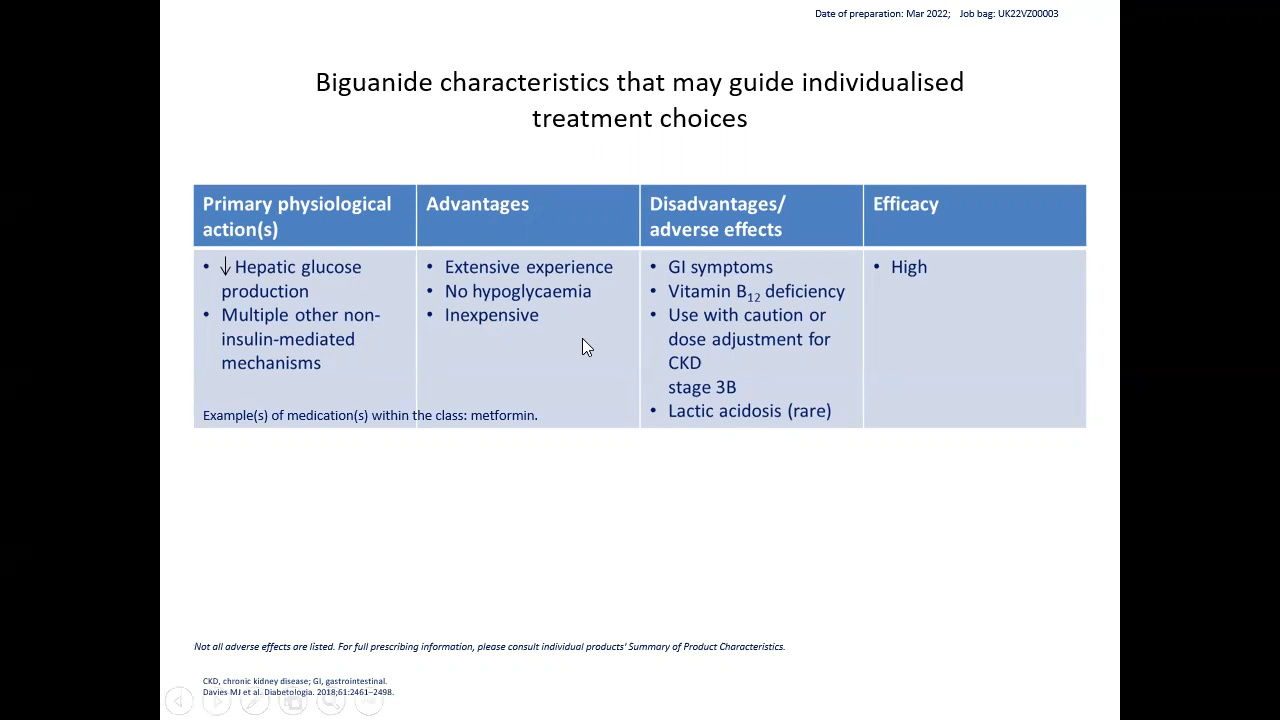 Date of preparation: Mar 2022; Job bag: UK22VZ00003
Biguanide characteristics that may guide individualised
treatment choices
Primary physiological
action(s)
Advantages
Disadvantages/
adverse effects
Efficacy
• ↓ Hepatic glucose
production
• Multiple other non-
insulin-mediated
mechanisms
• Extensive experience
• No hypoglycaemia
• Inexpensive
• GI symptoms
• Vitamin B12 deficiency
• Use with caution or
dose adjustment for
CKD
stage 3B
• Lactic acidosis (rare)
• High
Example(s) of medication(s) within the class: metformin.
Not all adverse effects are listed. For full prescribing information, please consult individual products' Summary of Product Characteristics.
CKD, chronic kidney disease; GI, gastrointestinal.
Davies MJ et al. Diabetologia. 2018;61:2461–2498.